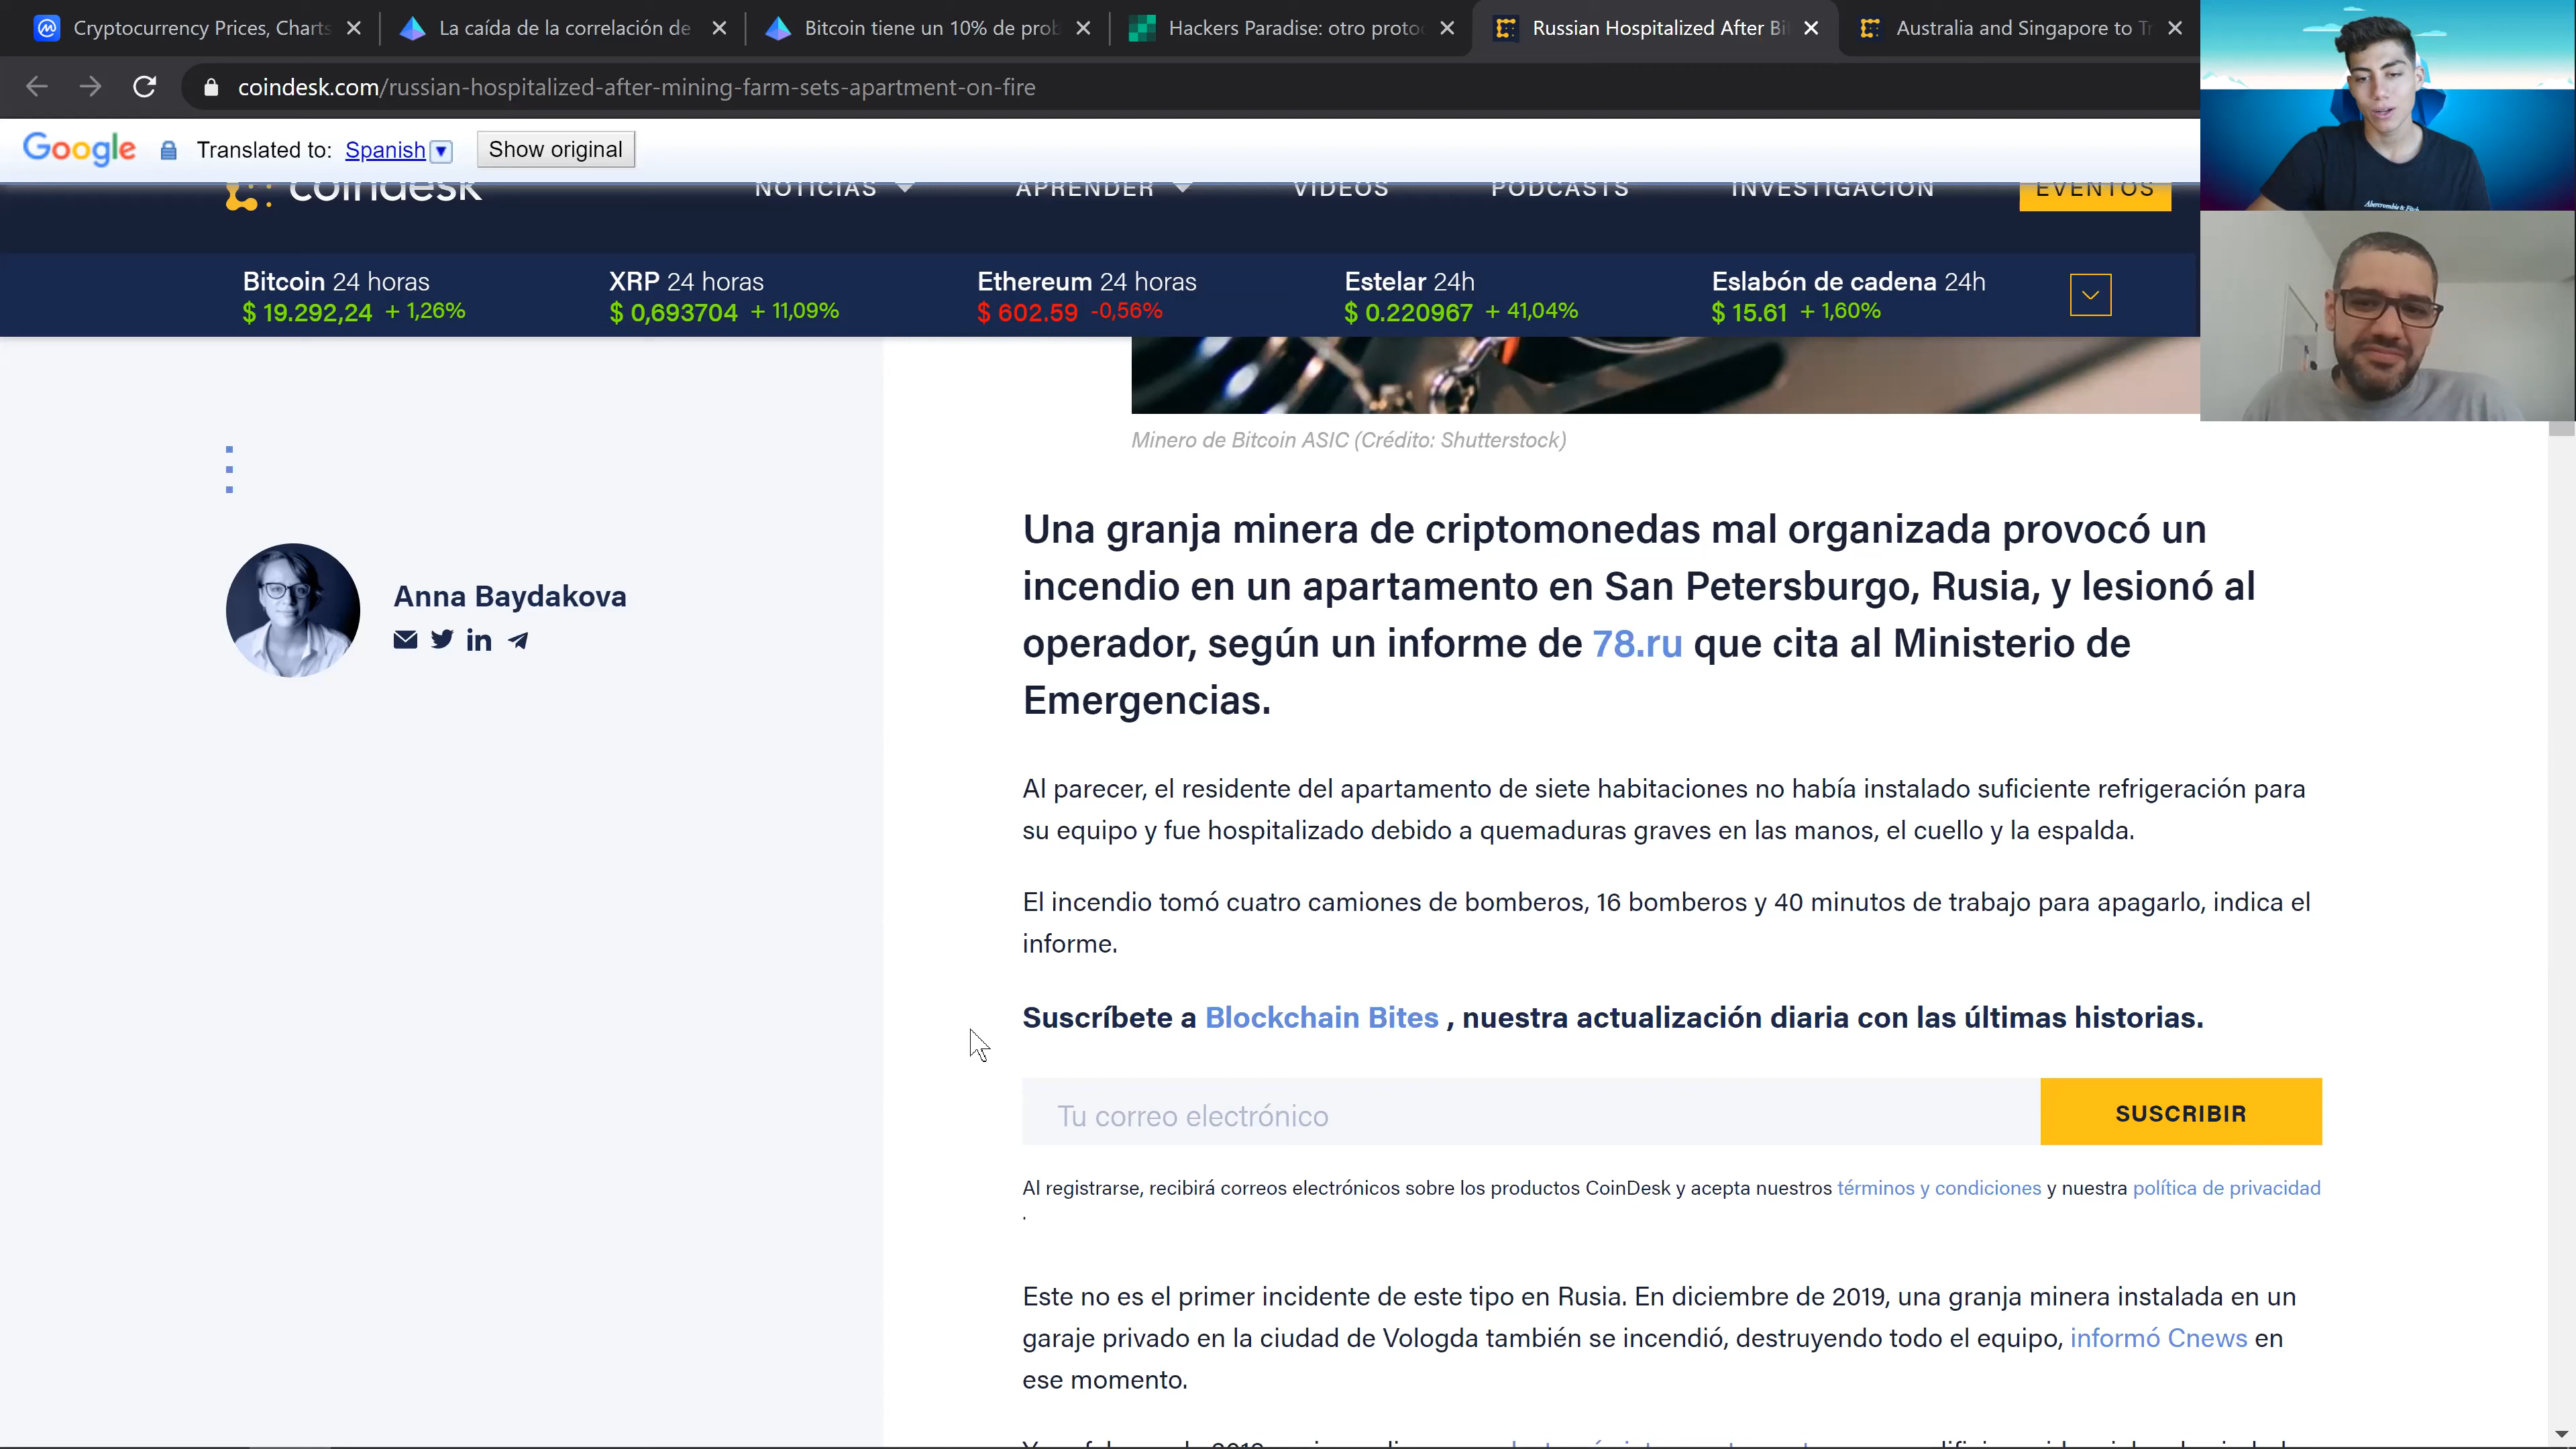 Cryptocurrency Prices, Charts
La caída de la correlación de
Bitcoin tiene un 10% de prob
Hackers Paradise: otro protoc
Russian Hospitalized After Bi
Australia and Singapore to Tr
coindesk.com/russian-hospitalized-after-mining-farm-sets-apartment-on-fire
Google Translated to: Spanish Show original
coindesk NOTICIAS APRENDER VIDEOS PODCASTS INVESTIGACIÓN EVENTOS
Bitcoin 24 horas
$ 19.292,24 + 1,26%
XRP 24 horas
$ 0,693704 + 11,09%
Ethereum 24 horas
$ 602.59 -0,56%
Estelar 24h
$ 0.220967 + 41,04%
Eslabón de cadena 24h
$ 15.61 + 1,60%
Abercrombie & Fitch
Minero de Bitcoin ASIC (Crédito: Shutterstock)
Anna Baydakova
Una granja minera de criptomonedas mal organizada provocó un
incendio en un apartamento en San Petersburgo, Rusia, y lesionó al
operador, según un informe de 78.ru que cita al Ministerio de
Emergencias.
Al parecer, el residente del apartamento de siete habitaciones no había instalado suficiente refrigeración para
su equipo y fue hospitalizado debido a quemaduras graves en las manos, el cuello y la espalda.
El incendio tomó cuatro camiones de bomberos, 16 bomberos y 40 minutos de trabajo para apagarlo, indica el
informe.
Suscríbete a Blockchain Bites , nuestra actualización diaria con las últimas historias.
Tu correo electrónico
SUSCRIBIR
Al registrarse, recibirá correos electrónicos sobre los productos CoinDesk y acepta nuestros términos y condiciones y nuestra política de privacidad
.
Este no es el primer incidente de este tipo en Rusia. En diciembre de 2019, una granja minera instalada en un
garaje privado en la ciudad de Vologda también se incendió, destruyendo todo el equipo, informó Cnews en
ese momento.